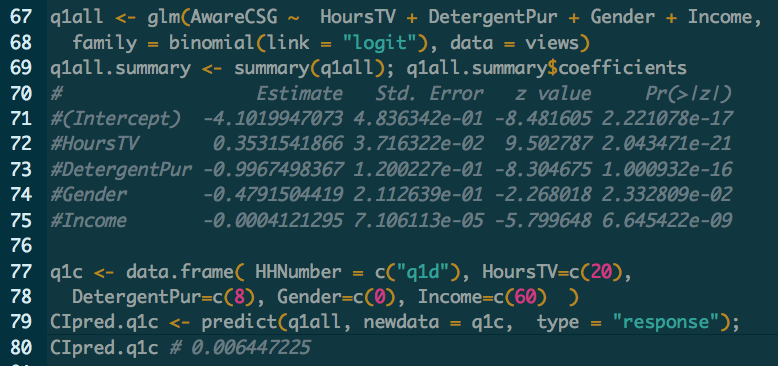 67 q1all <- glm(AwareCSG ~  HoursTV + DetergentPur + Gender + Income,
68   family = binomial(link = "logit"), data = views)
69 q1all.summary <- summary(q1all); q1all.summary$coefficients
70 #                  Estimate   Std. Error   z value     Pr(>|z|)
71 #(Intercept)  -4.1019947073 4.836342e-01 -8.481605 2.221078e-17
72 #HoursTV       0.3531541866 3.716322e-02  9.502787 2.043471e-21
73 #DetergentPur -0.9967498367 1.200227e-01 -8.304675 1.000932e-16
74 #Gender       -0.4791504419 2.112639e-01 -2.268018 2.332809e-02
75 #Income       -0.0004121295 7.106113e-05 -5.799648 6.645422e-09
76
77 q1c <- data.frame( HHNumber = c("q1d"), HoursTV=c(20),
78   DetergentPur=c(8), Gender=c(0), Income=c(60)  )
79 CIpred.q1c <- predict(q1all, newdata = q1c,  type = "response");
80 CIpred.q1c # 0.006447225